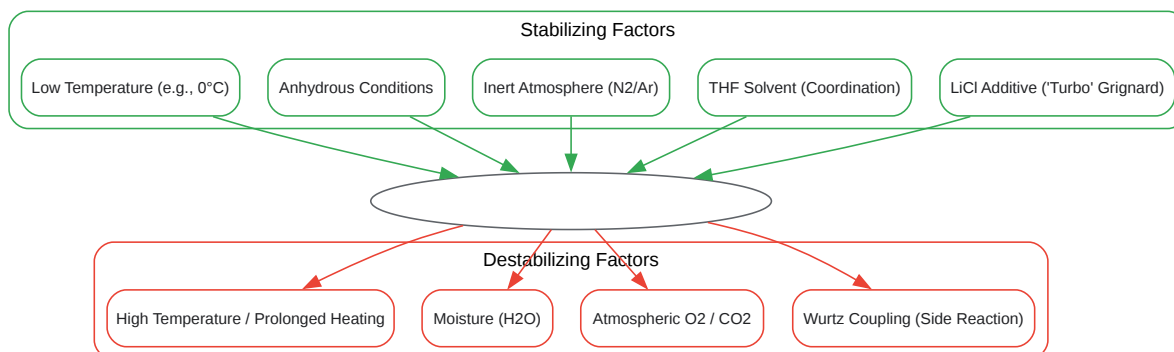 Stabilizing Factors
Low Temperature (e.g., 0°C)
Anhydrous Conditions
Inert Atmosphere (N2/Ar)
THF Solvent (Coordination)
LiCl Additive ('Turbo' Grignard)
Destabilizing Factors
High Temperature / Prolonged Heating
Moisture (H2O)
Atmospheric O2 / CO2
Wurtz Coupling (Side Reaction)